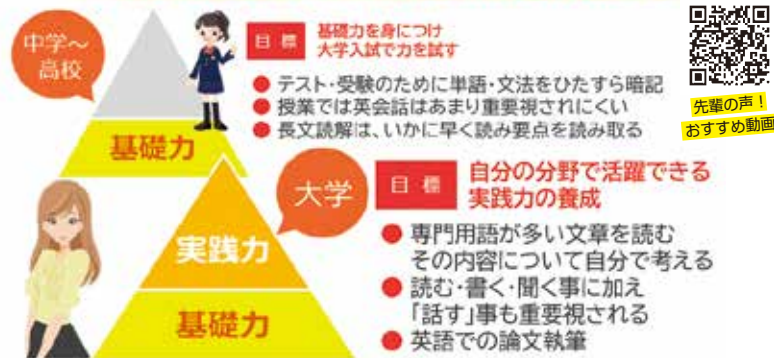 中学～
高校
目標
基礎力を身につけ
大学入試で力を試す
● テスト・受験のために単語・文法をひたすら暗記
● 授業では英会話はあまり重要視されにくい
● 長文読解は、いかに早く読み要点を読み取る
先輩の声！
おすすめ動画
基礎力
大学
目標
自分の分野で活躍できる
実践力の養成
● 専門用語が多い文章を読む
その内容について自分で考える
● 読む・書く・聞く事に加え
「話す」事も重要視される
● 英語での論文執筆
実践力
基礎力